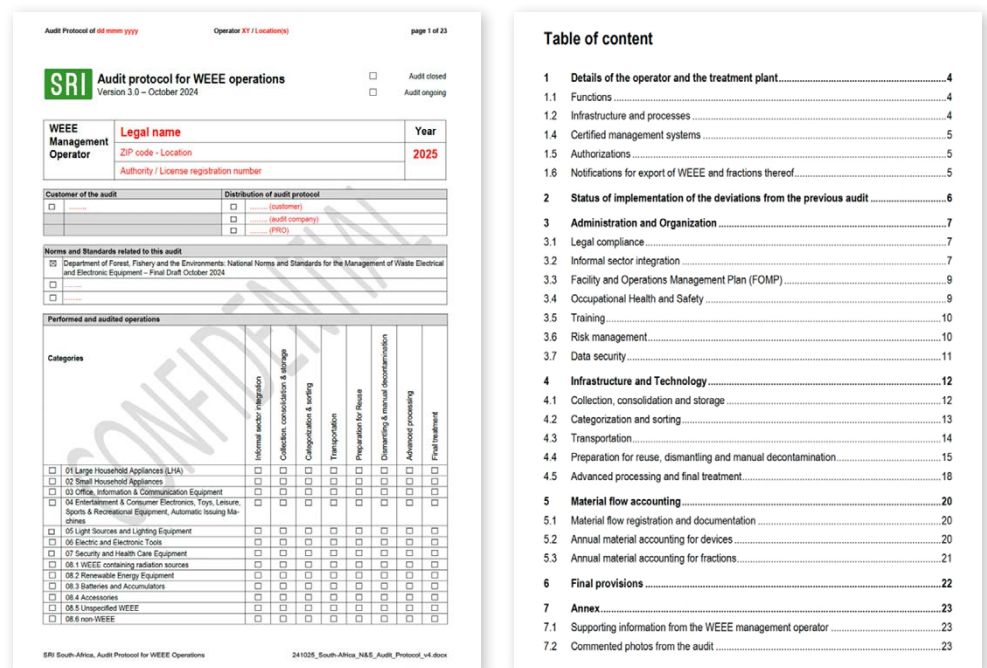 Audit Protocol of dd mmm yyyy Operator XY / Location(s) page 1 of 23
SRI Audit protocol for WEEE operations
Version 3.0 – October 2024
☐ Audit closed
☐ Audit ongoing
WEEE Management Operator
Legal name
ZIP code - Location
Authority / License registration number
Year
2025
Customer of the audit Distribution of audit protocol
☐ ......... ☐ ......... (customer)
☐ ......... (audit company)
☐ ......... (PRO)
Norms and Standards related to this audit
☒ Department of Forest, Fishery and the Environments: National Norms and Standards for the Management of Waste Electrical
and Electronic Equipment – Final Draft October 2024
☐ .........
☐ .........
Performed and audited operations
Categories
Informal sector integration
Collection, consolidation & storage
Categorization & sorting
Transportation
Preparation for Reuse
Dismantling & manual decontamination
Advanced processing
Final treatment
☐ 01 Large Household Appliances (LHA) ☐ ☐ ☐ ☐ ☐ ☐ ☐ ☐
☐ 02 Small Household Appliances ☐ ☐ ☐ ☐ ☐ ☐ ☐ ☐
☐ 03 Office, Information & Communication Equipment ☐ ☐ ☐ ☐ ☐ ☐ ☐ ☐
☐ 04 Entertainment & Consumer Electronics, Toys, Leisure, ☐ ☐ ☐ ☐ ☐ ☐ ☐ ☐
Sports & Recreational Equipment, Automatic Issuing Ma-
chines
☐ 05 Light Sources and Lighting Equipment ☐ ☐ ☐ ☐ ☐ ☐ ☐ ☐
☐ 06 Electric and Electronic Tools ☐ ☐ ☐ ☐ ☐ ☐ ☐ ☐
☐ 07 Security and Health Care Equipment ☐ ☐ ☐ ☐ ☐ ☐ ☐ ☐
☐ 08.1 WEEE containing radiation sources ☐ ☐ ☐ ☐ ☐ ☐ ☐ ☐
☐ 08.2 Renewable Energy Equipment ☐ ☐ ☐ ☐ ☐ ☐ ☐ ☐
☐ 08.3 Batteries and Accumulators ☐ ☐ ☐ ☐ ☐ ☐ ☐ ☐
☐ 08.4 Accessories ☐ ☐ ☐ ☐ ☐ ☐ ☐ ☐
☐ 08.5 Unspecified WEEE ☐ ☐ ☐ ☐ ☐ ☐ ☐ ☐
☐ 08.6 non-WEEE ☐ ☐ ☐ ☐ ☐ ☐ ☐ ☐
CONFIDENTIAL
SRI South-Africa, Audit Protocol for WEEE Operations 241025_South-Africa_N&S_Audit_Protocol_v4.docx
Table of content
1 Details of the operator and the treatment plant ... 4
1.1 Functions ... 4
1.2 Infrastructure and processes ... 4
1.4 Certified management systems ... 5
1.5 Authorizations ... 5
1.6 Notifications for export of WEEE and fractions thereof ... 5
2 Status of implementation of the deviations from the previous audit ... 6
3 Administration and Organization ... 7
3.1 Legal compliance ... 7
3.2 Informal sector integration ... 7
3.3 Facility and Operations Management Plan (FOMP) ... 9
3.4 Occupational Health and Safety ... 9
3.5 Training ... 10
3.6 Risk management ... 10
3.7 Data security ... 11
4 Infrastructure and Technology ... 12
4.1 Collection, consolidation and storage ... 12
4.2 Categorization and sorting ... 13
4.3 Transportation ... 14
4.4 Preparation for reuse, dismantling and manual decontamination ... 15
4.5 Advanced processing and final treatment ... 18
5 Material flow accounting ... 20
5.1 Material flow registration and documentation ... 20
5.2 Annual material accounting for devices ... 20
5.3 Annual material accounting for fractions ... 21
6 Final provisions ... 22
7 Annex ... 23
7.1 Supporting information from the WEEE management operator ... 23
7.2 Commented photos from the audit ... 23